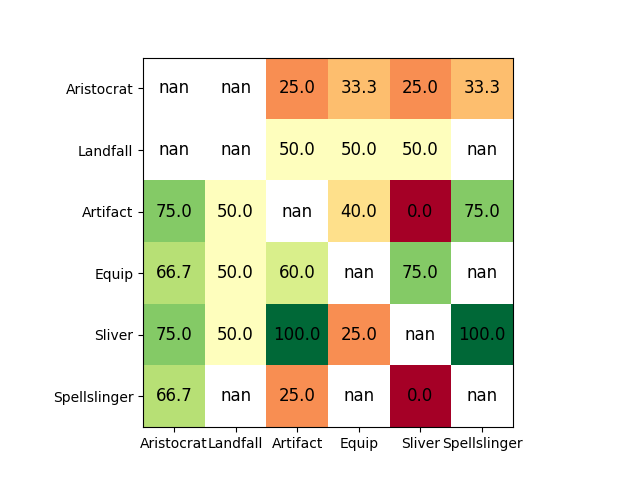 Aristocrat nan nan 25.0 33.3 25.0 33.3
Landfall nan nan 50.0 50.0 50.0 nan
Artifact 75.0 50.0 nan 40.0 0.0 75.0
Equip 66.7 50.0 60.0 nan 75.0 nan
Sliver 75.0 50.0 100.0 25.0 nan 100.0
Spellslinger 66.7 nan 25.0 nan 0.0 nan
Aristocrat Landfall Artifact Equip Sliver Spellslinger